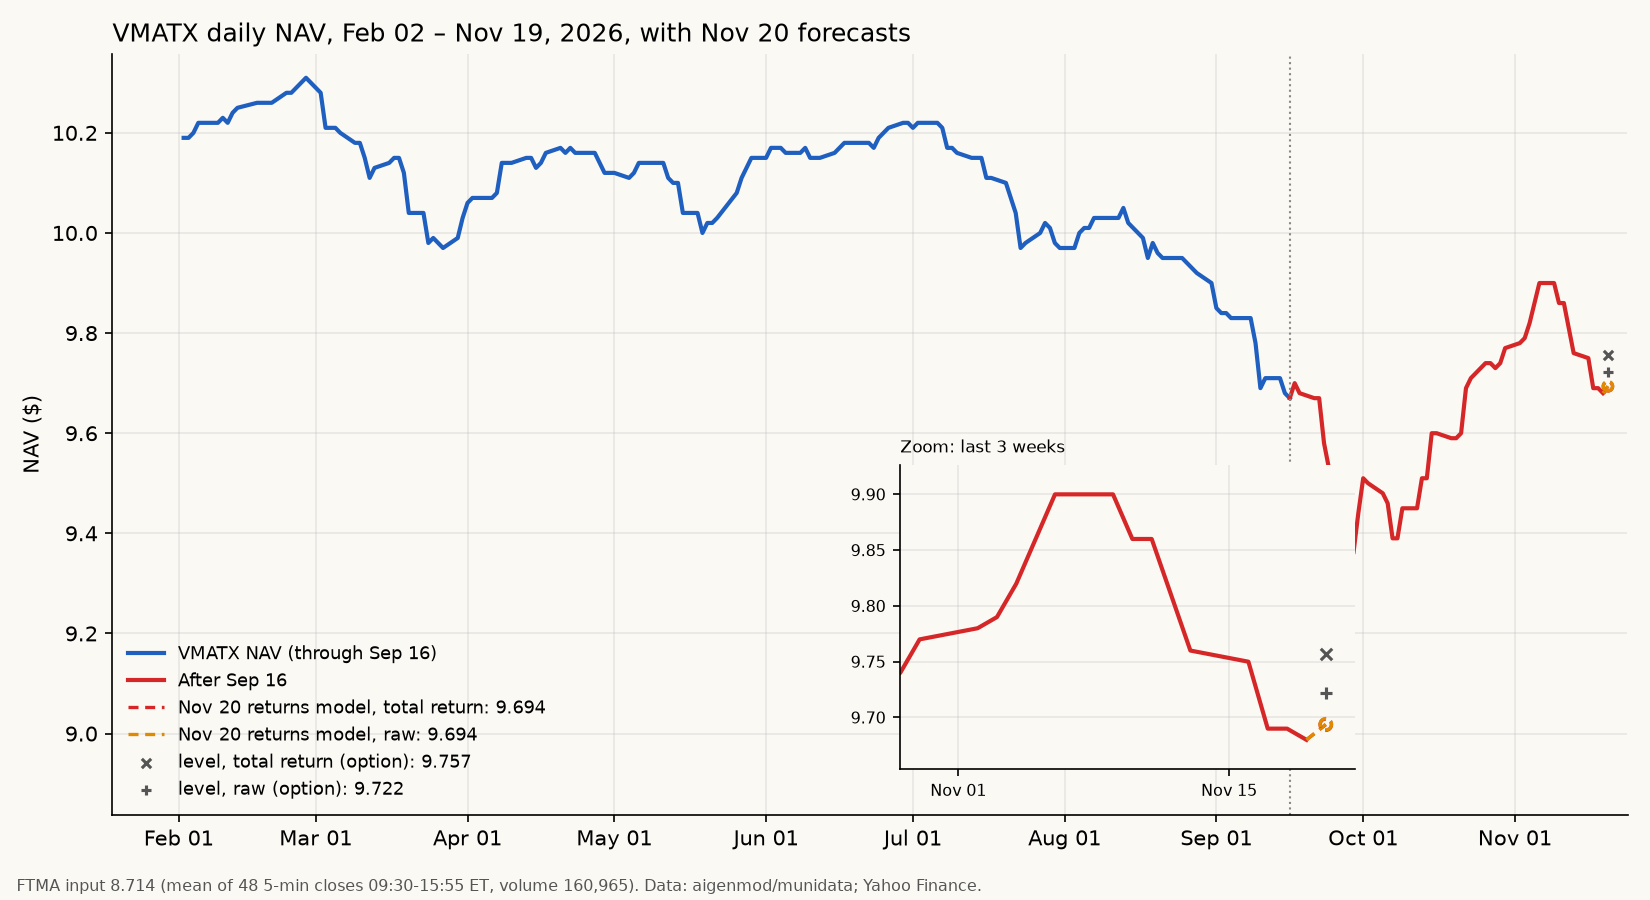 VMATX daily NAV, Feb 02 – Nov 19, 2026, with Nov 20 forecasts
NAV ($)
10.2
10.0
9.8
9.6
9.4
9.2
9.0
Zoom: last 3 weeks
9.90
9.85
9.80
9.75
9.70
Nov 01
Nov 15
VMATX NAV (through Sep 16)
After Sep 16
Nov 20 returns model, total return: 9.694
Nov 20 returns model, raw: 9.694
level, total return (option): 9.757
level, raw (option): 9.722
Feb 01
Mar 01
Apr 01
May 01
Jun 01
Jul 01
Aug 01
Sep 01
Oct 01
Nov 01
FTMA input 8.714 (mean of 48 5-min closes 09:30-15:55 ET, volume 160,965). Data: aigenmod/munidata; Yahoo Finance.